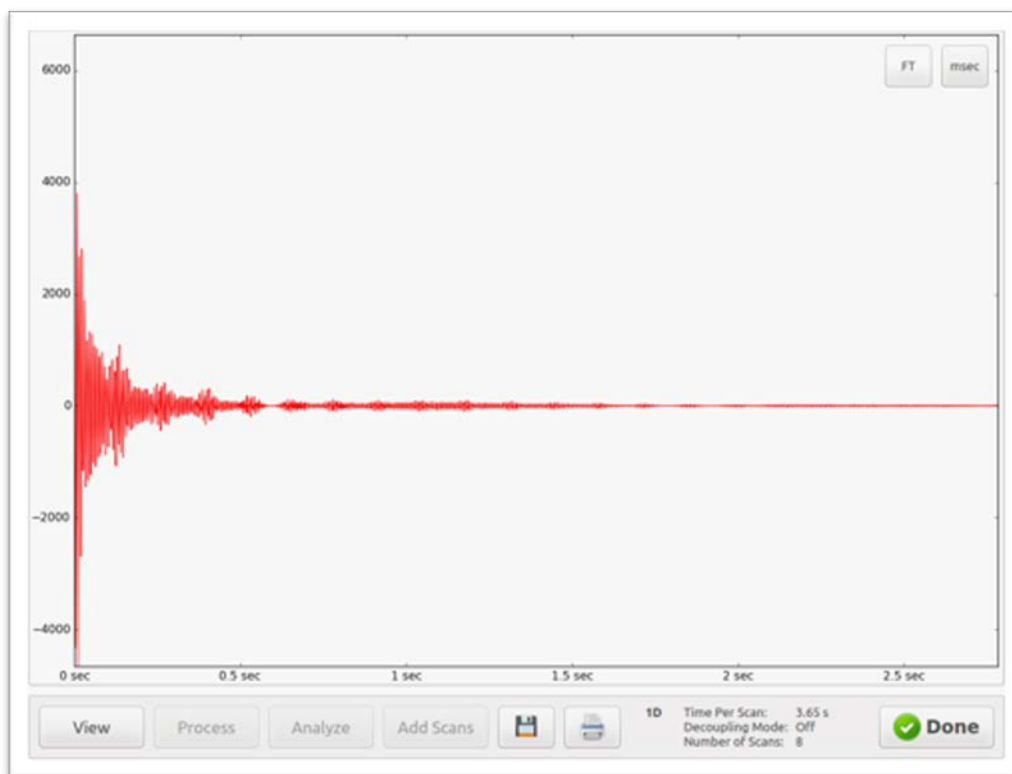 6000
FT msec
4000
2000
0
−2000
−4000
0 sec 0.5 sec 1 sec 1.5 sec 2 sec 2.5 sec
View Process Analyze Add Scans
1D Time Per Scan: 3.65 s
Decoupling Mode: Off
Number of Scans: 8
Done